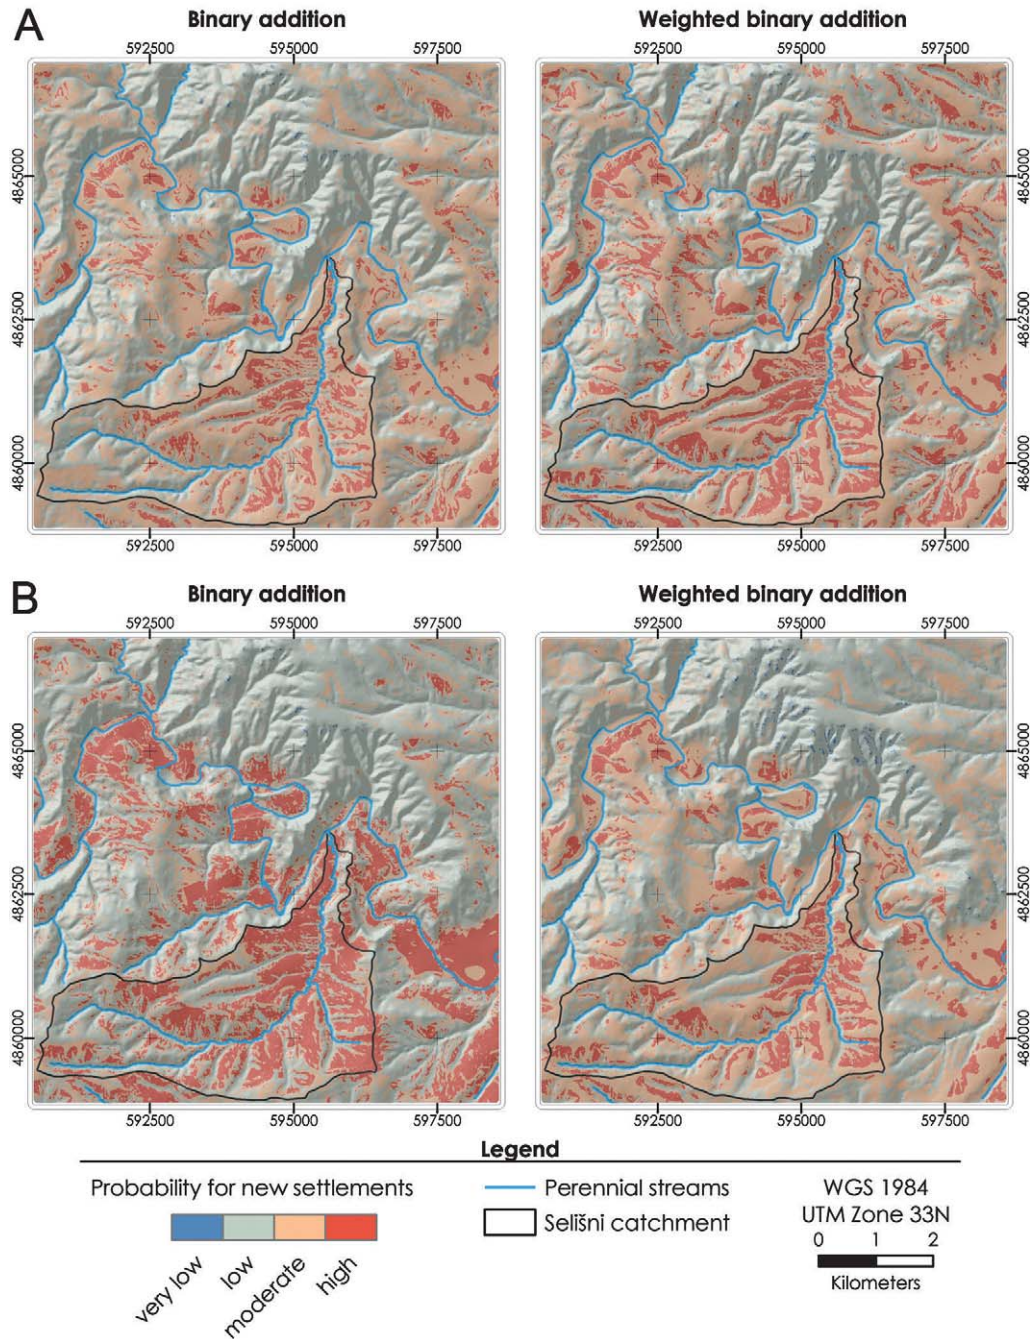 A
Binary addition
Weighted binary addition
592500 595000 597500
592500 595000 597500
4865000
4862500
4860000
4865000
4862500
4860000
592500 595000 597500
592500 595000 597500
B
Binary addition
Weighted binary addition
592500 595000 597500
592500 595000 597500
4865000
4862500
4860000
4865000
4862500
4860000
592500 595000 597500
592500 595000 597500
Legend
Probability for new settlements
very low
low
moderate
high
Perennial streams
Selišni catchment
WGS 1984
UTM Zone 33N
0 1 2
Kilometers